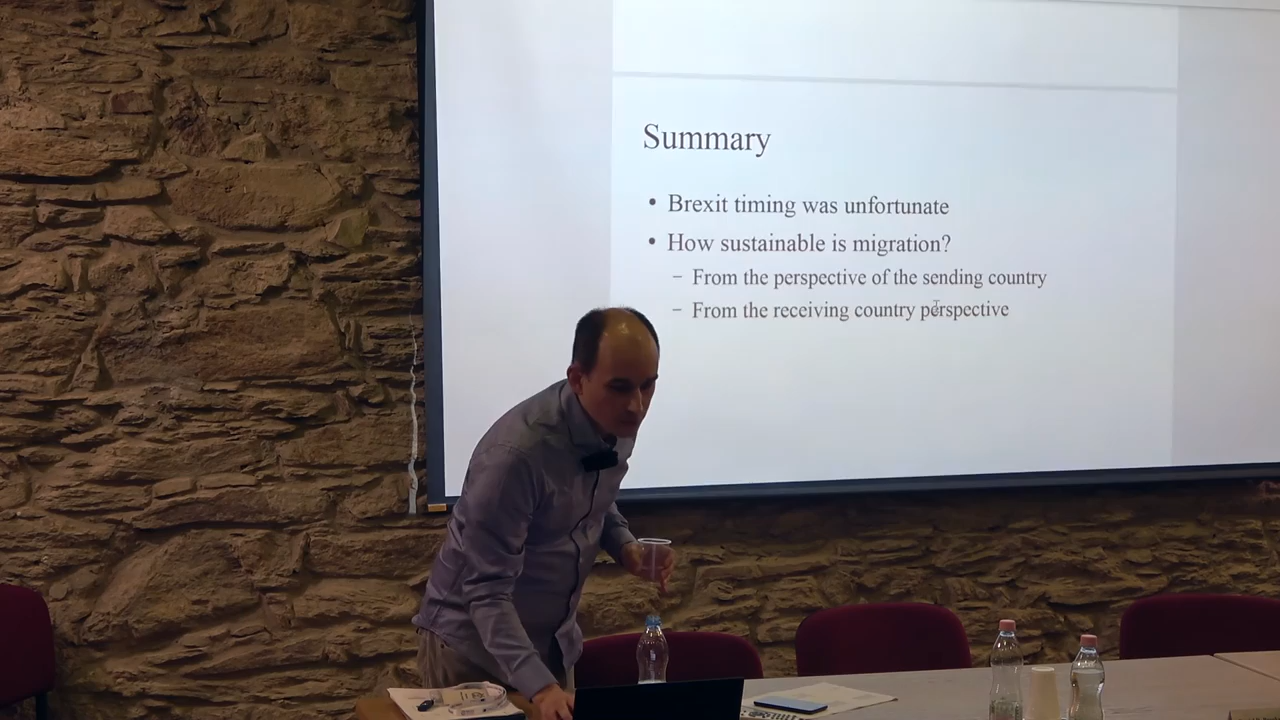 Summary
• Brexit timing was unfortunate
• How sustainable is migration?
– From the perspective of the sending country
– From the receiving country perspective